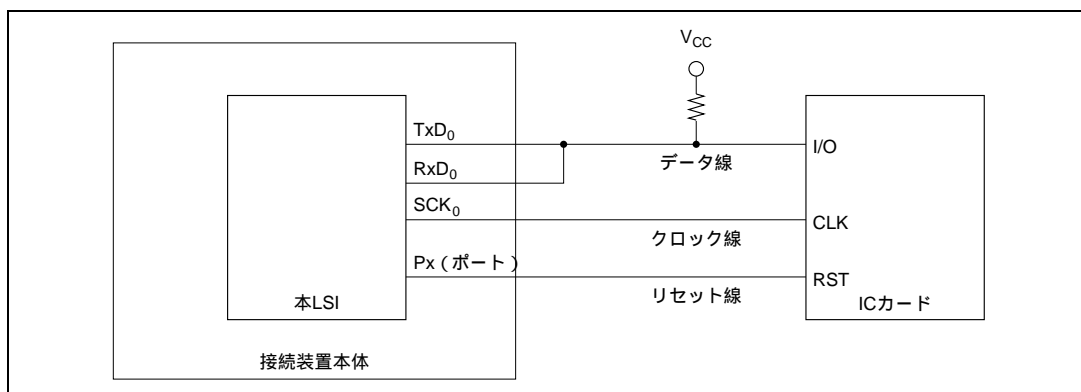 VCC
TxD0
I/O
データ線
RxD0
SCK0
CLK
クロック線
Px(ポート)
RST
リセット線
本LSI
ICカード
接続装置本体